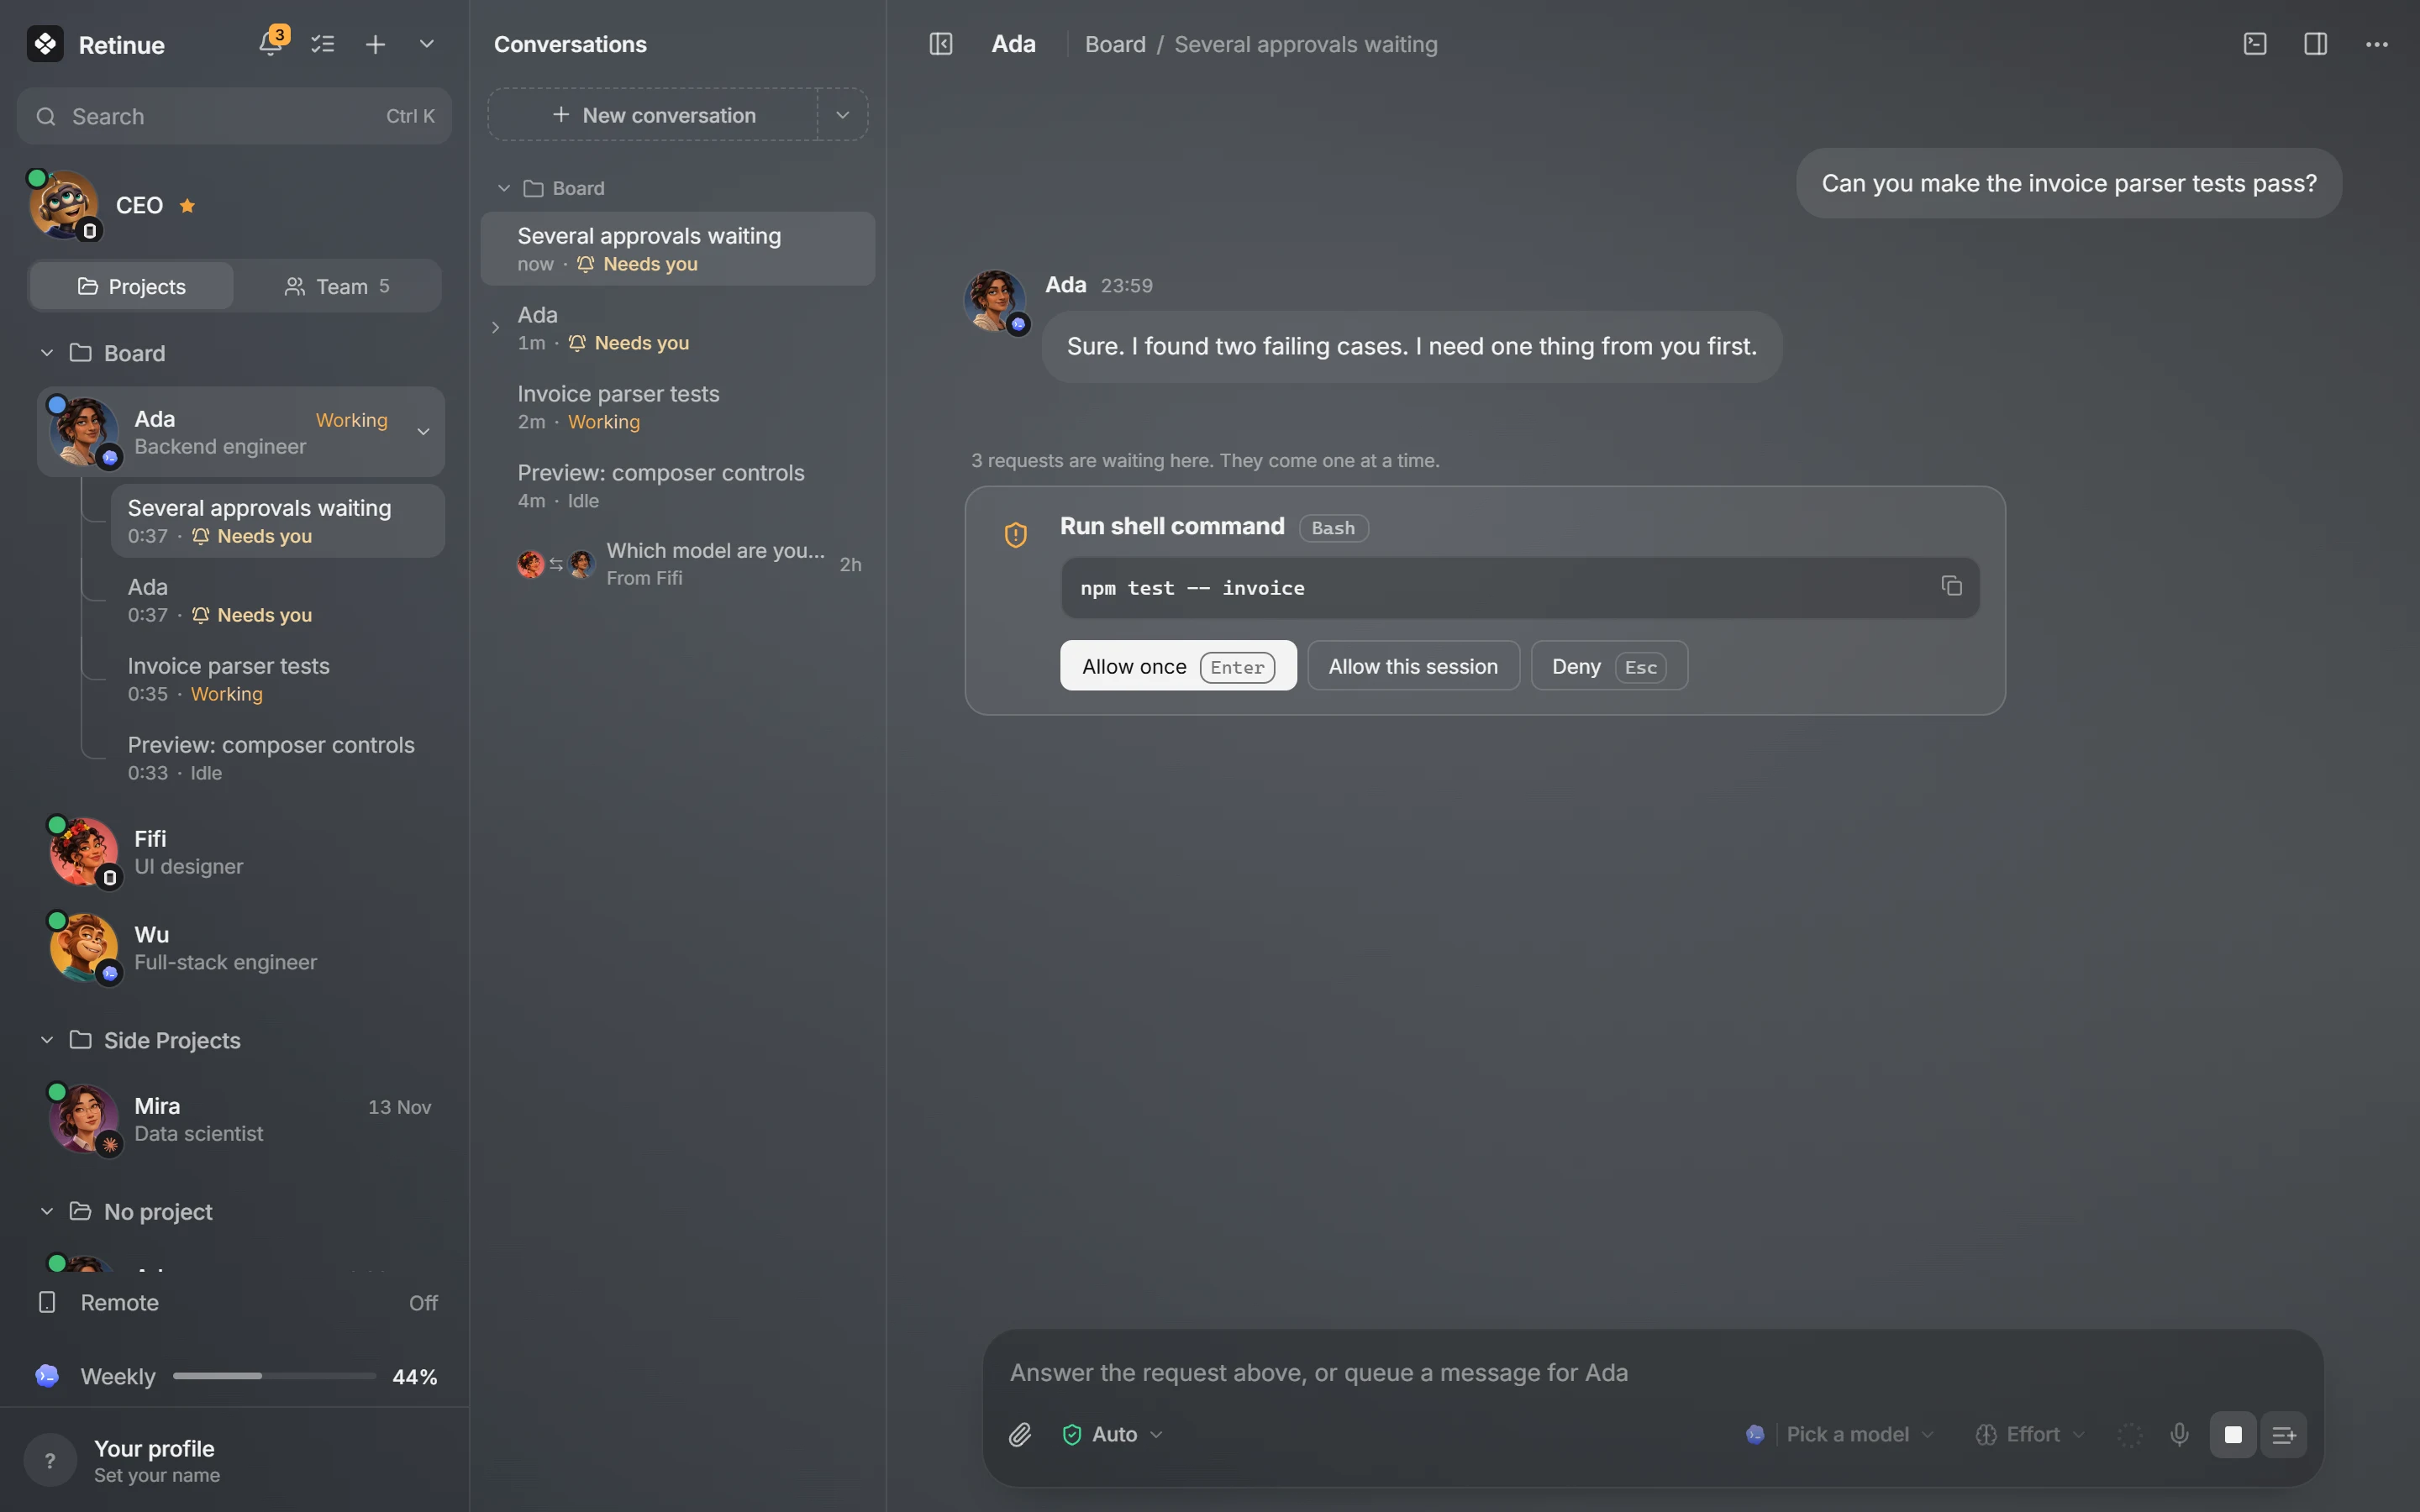 Retinue
3
Search Ctrl K
CEO
Projects
Team 5
Board
Ada Working
Backend engineer
Several approvals waiting
0:37 · Needs you
Ada
0:37 · Needs you
Invoice parser tests
0:35 · Working
Preview: composer controls
0:33 · Idle
Fifi
UI designer
Wu
Full-stack engineer
Side Projects
Mira 13 Nov
Data scientist
No project
Remote Off
Weekly 44%
?
Your profile
Set your name
Conversations
New conversation
Board
Several approvals waiting
now · Needs you
Ada
1m · Needs you
Invoice parser tests
2m · Working
Preview: composer controls
4m · Idle
Which model are you... 2h
From Fifi
Ada Board / Several approvals waiting
Can you make the invoice parser tests pass?
Ada 23:59
Sure. I found two failing cases. I need one thing from you first.
3 requests are waiting here. They come one at a time.
Run shell command Bash
npm test -- invoice
Allow once Enter Allow this session Deny Esc
Answer the request above, or queue a message for Ada
Auto Pick a model Effort